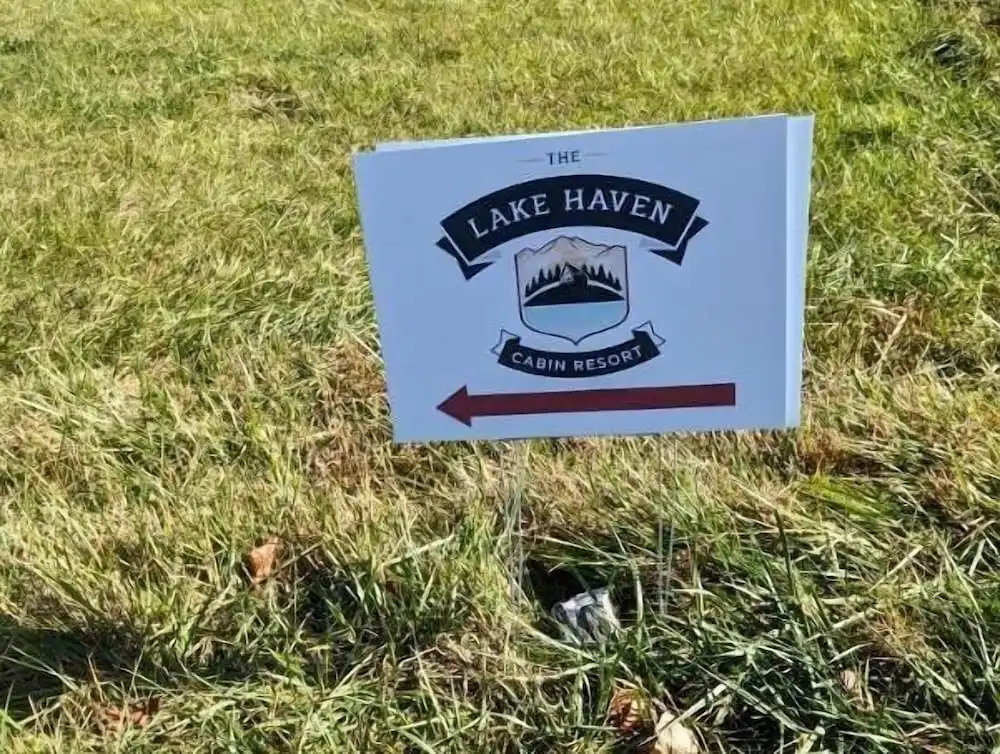 THE
LAKE HAVEN
CABIN RESORT